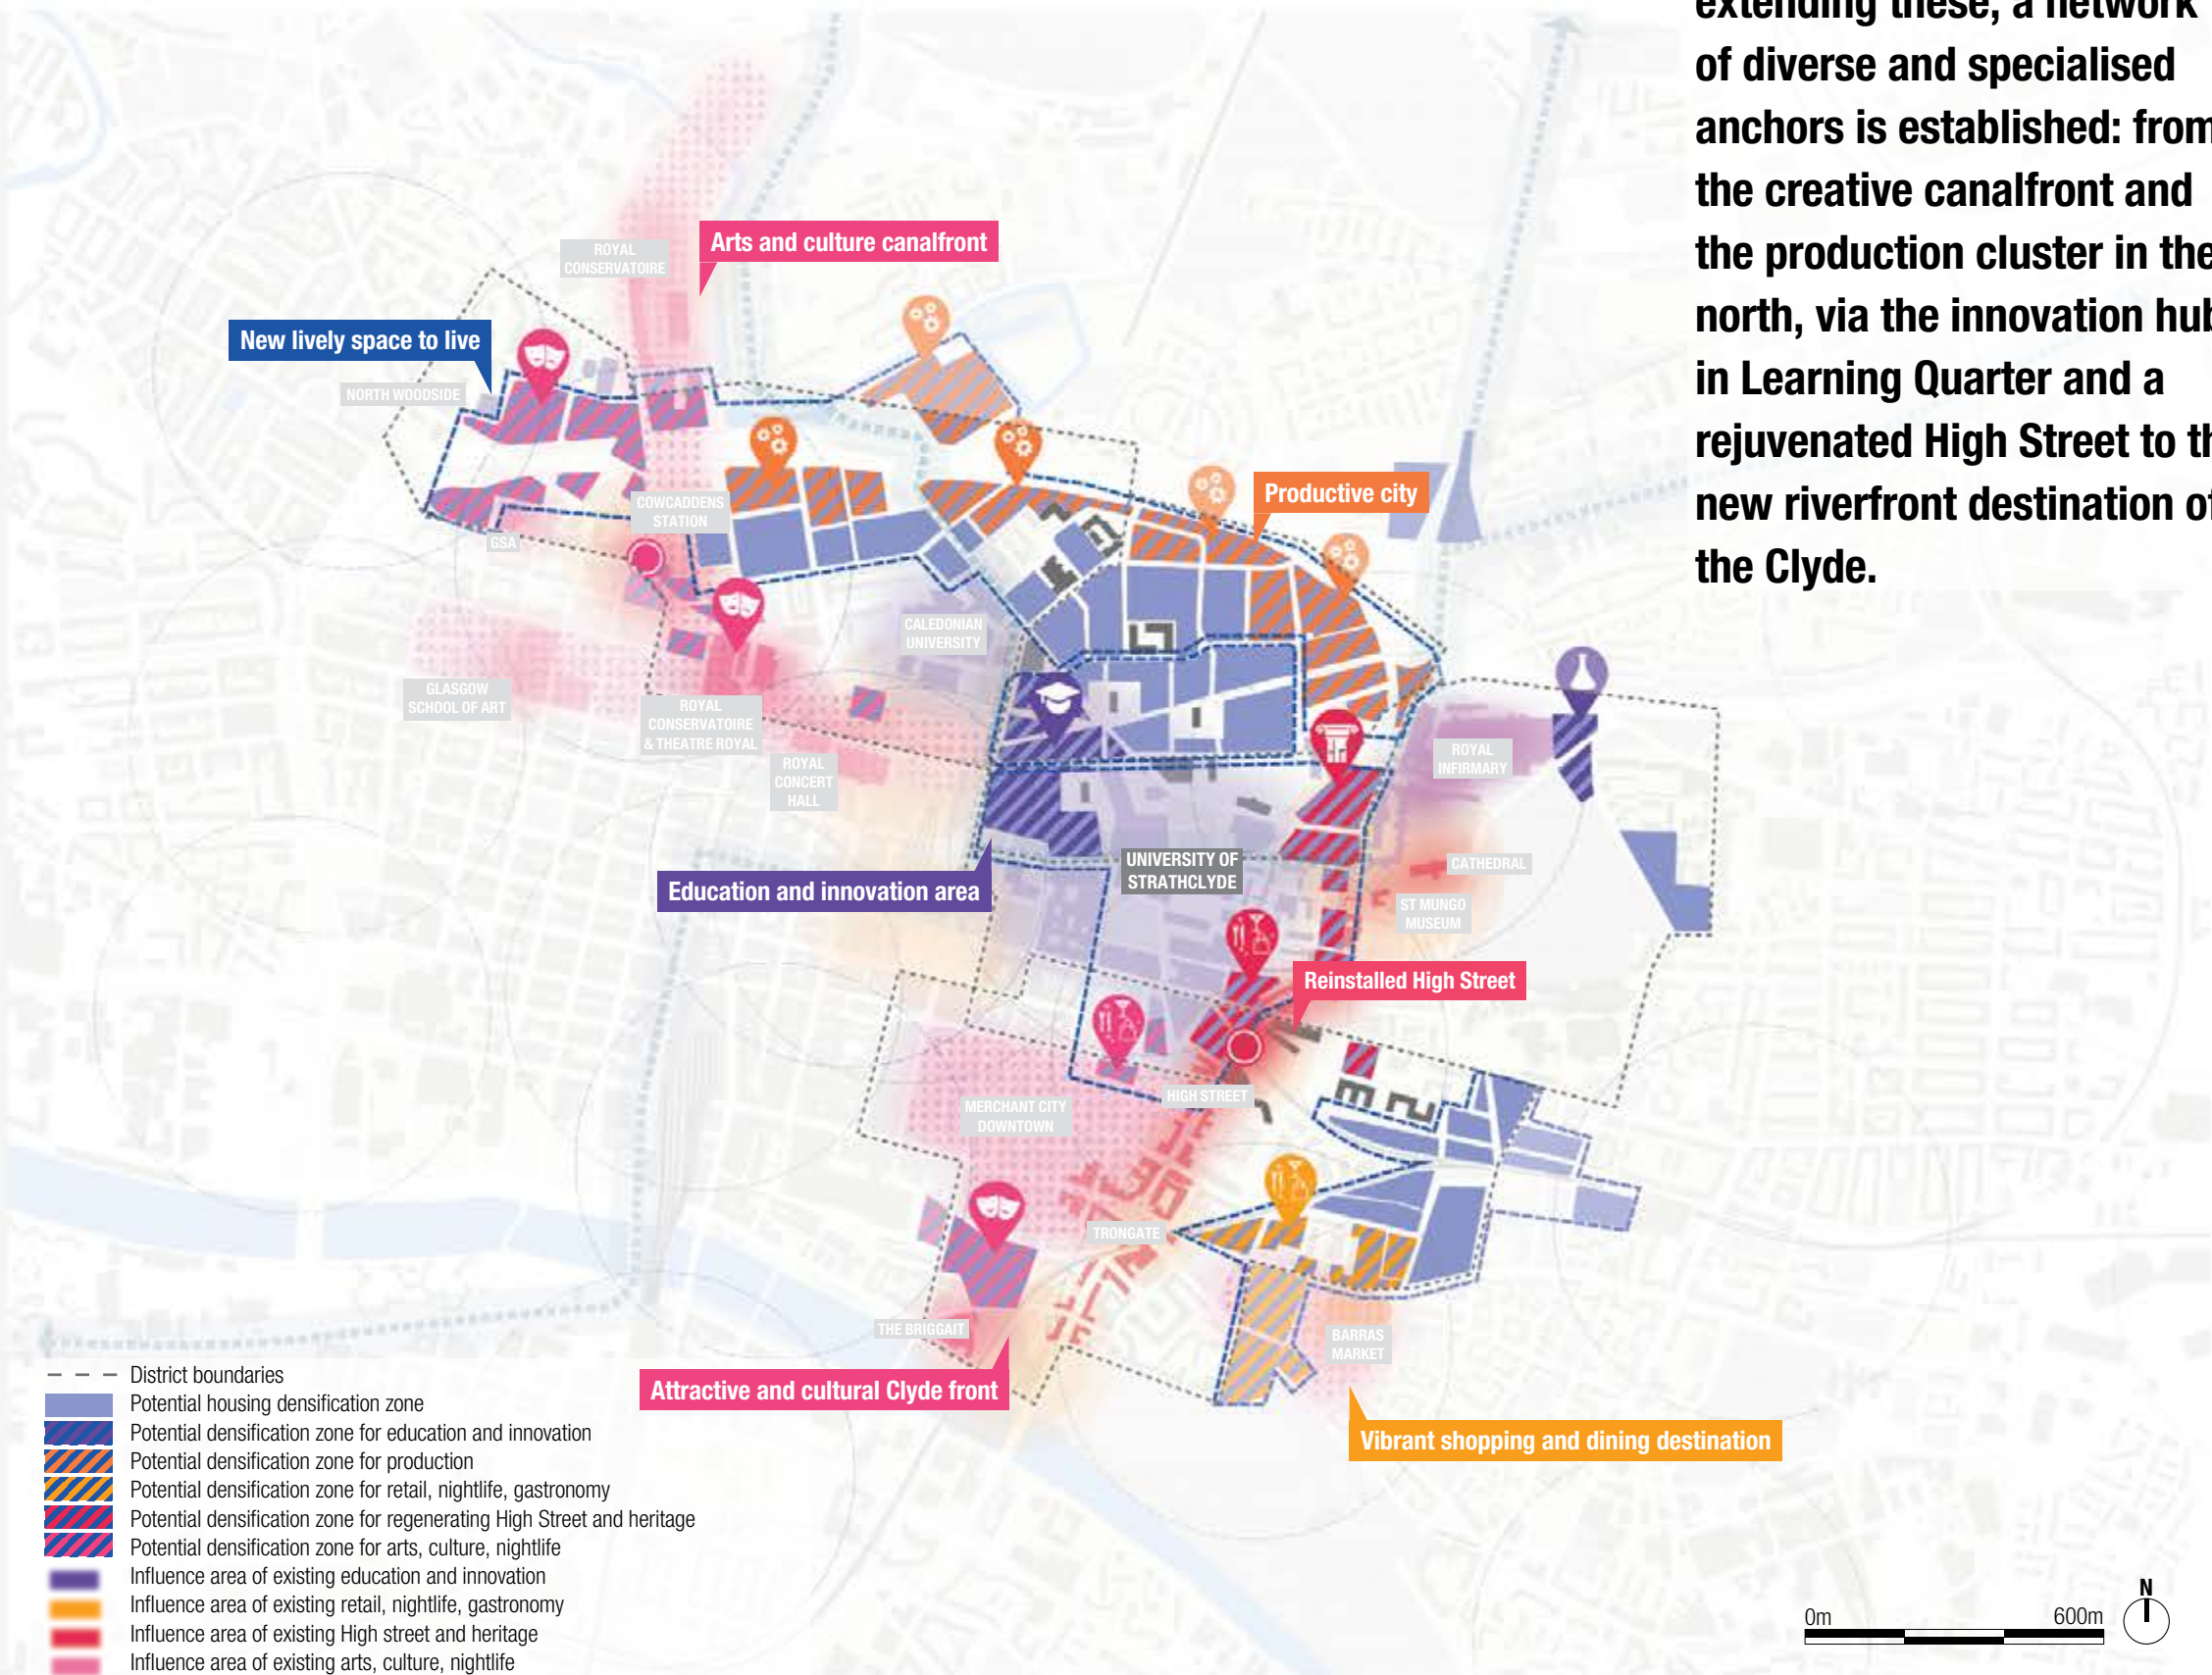 extending these, a network
of diverse and specialised
anchors is established: from
the creative canalfront and
the production cluster in the
north, via the innovation hub
in Learning Quarter and a
rejuvenated High Street to
new riverfront destination of
the Clyde.
Arts and culture canalfront
ROYAL
CONSERVATOIRE
New lively space to live
NORTH WOODSIDE
COWCADDENS
STATION
GSA
Productive city
CALEDONIAN
UNIVERSITY
GLASGOW
SCHOOL OF ART
ROYAL
CONSERVATOIRE
& THEATRE ROYAL
ROYAL
CONCERT
HALL
ROYAL
INFIRMARY
UNIVERSITY OF
STRATHCLYDE
CATHEDRAL
Education and innovation area
ST MUNGO
MUSEUM
Reinstalled High Street
HIGH STREET
MERCHANT CITY
DOWNTOWN
TRONGATE
THE BRIGGAIT
BARRAS
MARKET
Attractive and cultural Clyde front
Vibrant shopping and dining destination
District boundaries
Potential housing densification zone
Potential densification zone for education and innovation
Potential densification zone for production
Potential densification zone for retail, nightlife, gastronomy
Potential densification zone for regenerating High Street and heritage
Potential densification zone for arts, culture, nightlife
Influence area of existing education and innovation
Influence area of existing retail, nightlife, gastronomy
Influence area of existing High street and heritage
Influence area of existing arts, culture, nightlife
0m 600m
N